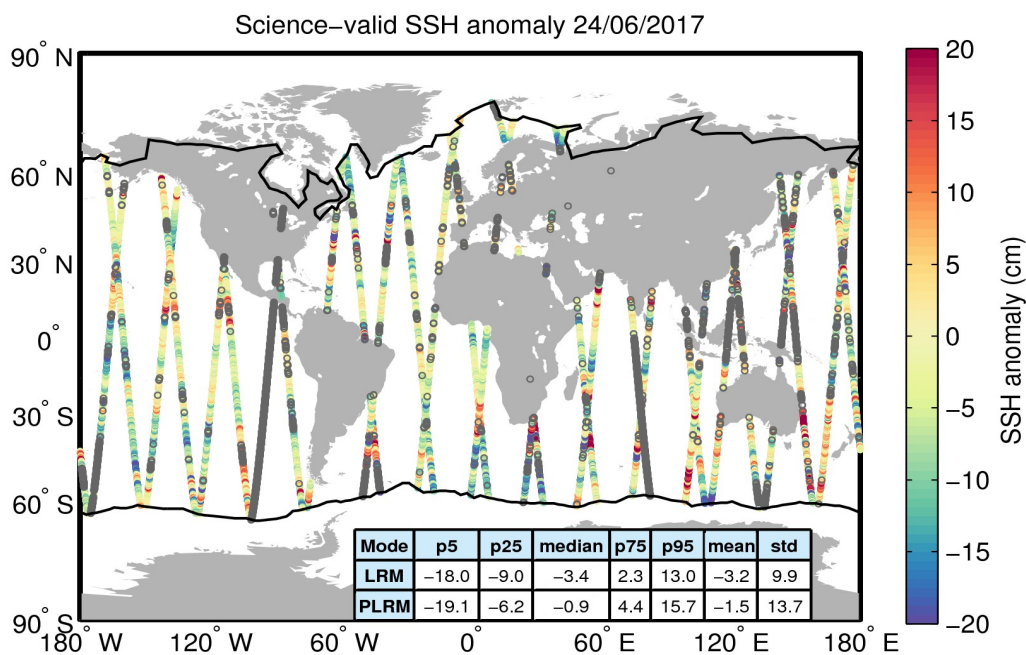 Science−valid SSH anomaly 24/06/2017
90° N
60° N
30° N
0°
30° S
60° S
90° S
180° W
120° W
60° W
0°
60° E
120° E
180° E
Mode p5 p25 median p75 p95 mean std
LRM −18.0 −9.0 −3.4 2.3 13.0 −3.2 9.9
PLRM −19.1 −6.2 −0.9 4.4 15.7 −1.5 13.7
20
15
10
5
0
−5
−10
−15
−20
SSH anomaly (cm)